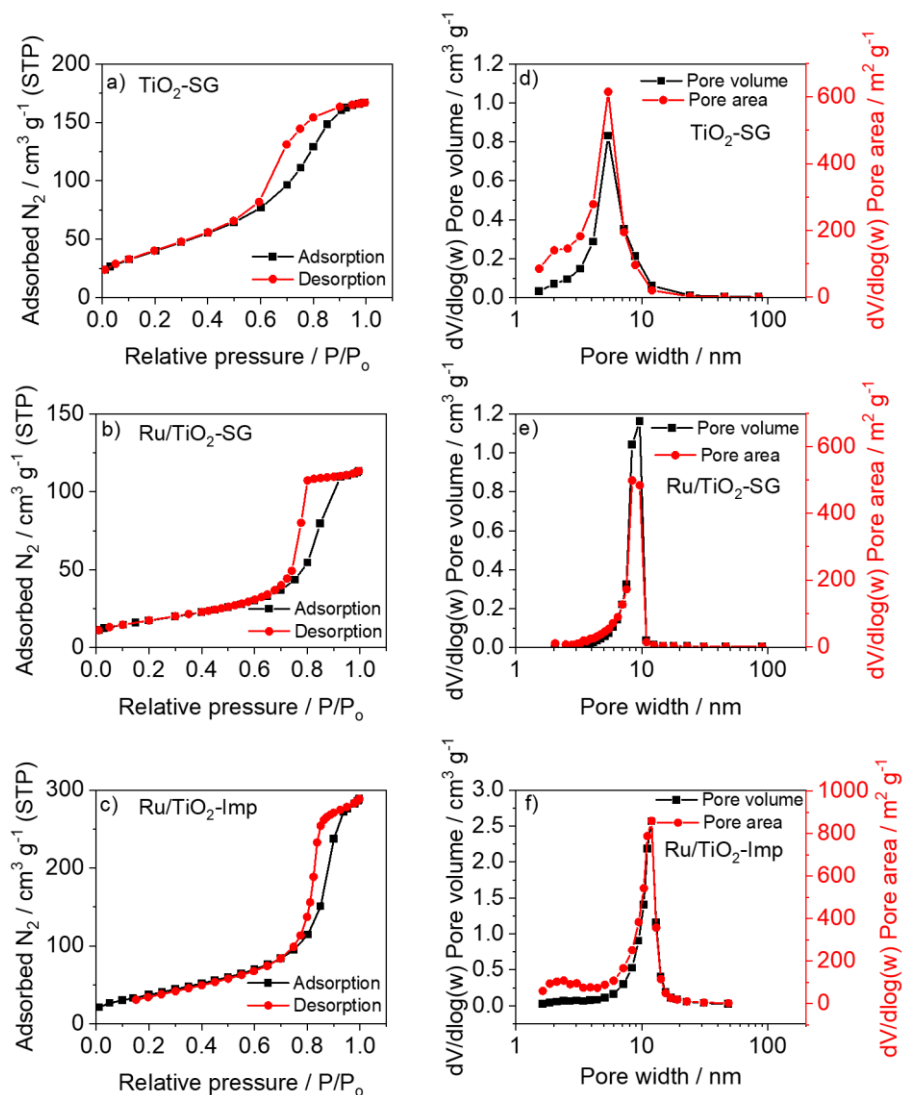 a) TiO₂-SG
Adsorbed N₂ / cm³ g⁻¹ (STP)
200
150
100
50
0
Adsorption
Desorption
0.0 0.2 0.4 0.6 0.8 1.0
Relative pressure / P/Pₒ
d)
Pore volume
Pore area
TiO₂-SG
dV/dlog(w) Pore volume / cm³ g⁻¹
1.2
1.0
0.8
0.6
0.4
0.2
0.0
600
500
400
300
200
100
0
dV/dlog(w) Pore area / m² g⁻¹
1 10 100
Pore width / nm
b) Ru/TiO₂-SG
Adsorbed N₂ / cm³ g⁻¹ (STP)
150
100
50
0
Adsorption
Desorption
0.0 0.2 0.4 0.6 0.8 1.0
Relative pressure / P/Pₒ
e)
Pore volume
Pore area
Ru/TiO₂-SG
dV/dlog(w) Pore volume / cm³ g⁻¹
1.2
1.0
0.8
0.6
0.4
0.2
0.0
600
400
200
0
dV/dlog(w) Pore area / m² g⁻¹
1 10 100
Pore width / nm
c) Ru/TiO₂-Imp
Adsorbed N₂ / cm³ g⁻¹ (STP)
300
200
100
0
Adsorption
Desorption
0.0 0.2 0.4 0.6 0.8 1.0
Relative pressure / P/Pₒ
f)
Pore volume
Pore area
Ru/TiO₂-Imp
dV/dlog(w) Pore volume / cm³ g⁻¹
3.0
2.5
2.0
1.5
1.0
0.5
0.0
1000
800
600
400
200
0
dV/dlog(w) Pore area / m² g⁻¹
1 10 100
Pore width / nm